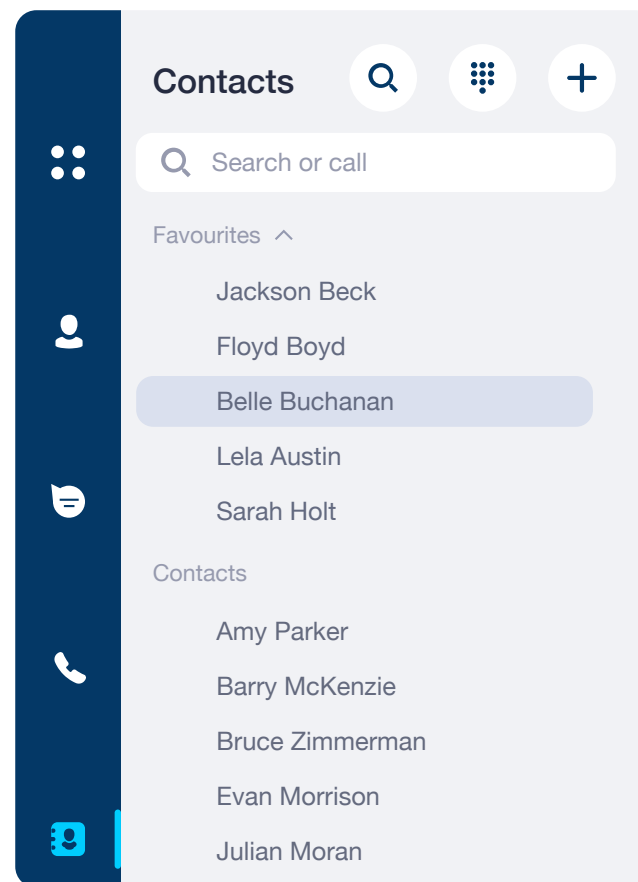 Contacts
Search or call
Favourites
Jackson Beck
Floyd Boyd
Belle Buchanan
Lela Austin
Sarah Holt
Contacts
Amy Parker
Barry McKenzie
Bruce Zimmerman
Evan Morrison
Julian Moran